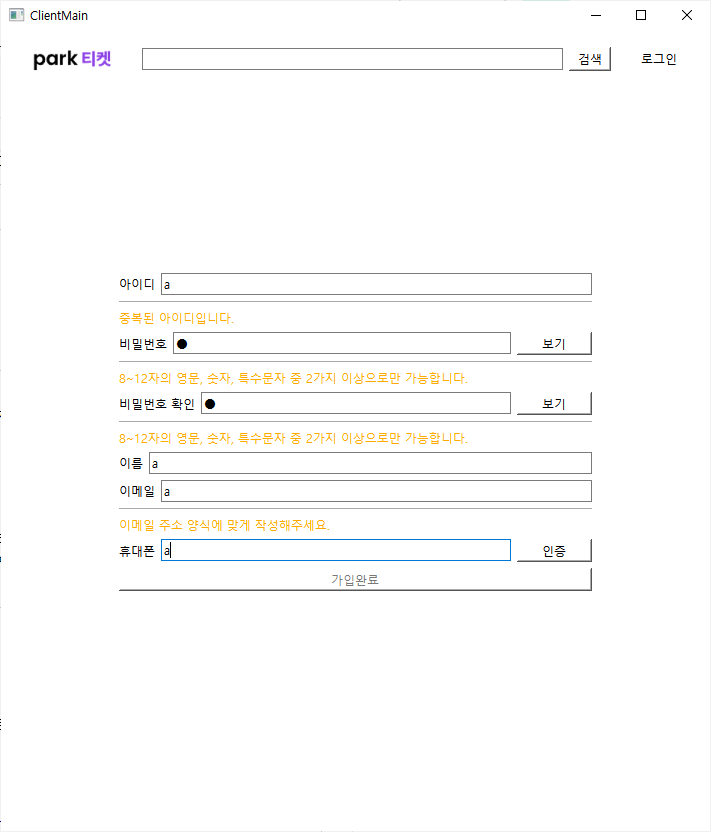 ClientMain
park 티켓 검색 로그인
아이디 a
중복된 아이디입니다.
비밀번호 ● 보기
8~12자의 영문, 숫자, 특수문자 중 2가지 이상으로만 가능합니다.
비밀번호 확인 ● 보기
8~12자의 영문, 숫자, 특수문자 중 2가지 이상으로만 가능합니다.
이름 a
이메일 a
이메일 주소 양식에 맞게 작성해주세요.
휴대폰 a 인증
가입완료